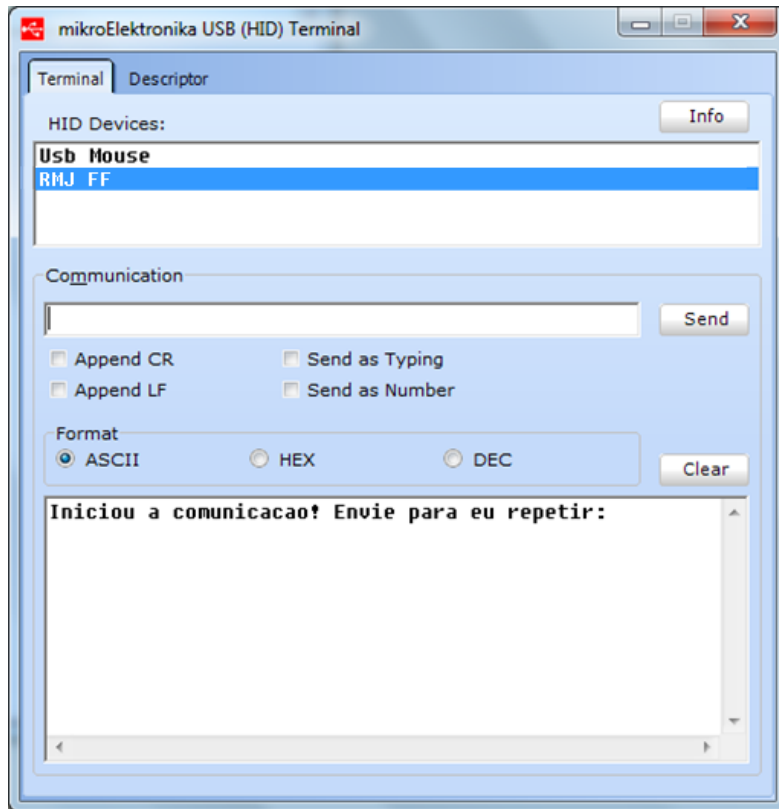 mikroElektronika USB (HID) Terminal
Terminal Descriptor
HID Devices: Info
Usb Mouse
RMJ FF
Communication
Send
Append CR Send as Typing
Append LF Send as Number
Format
ASCII HEX DEC
Clear
Iniciou a comunicacao! Envie para eu repetir: